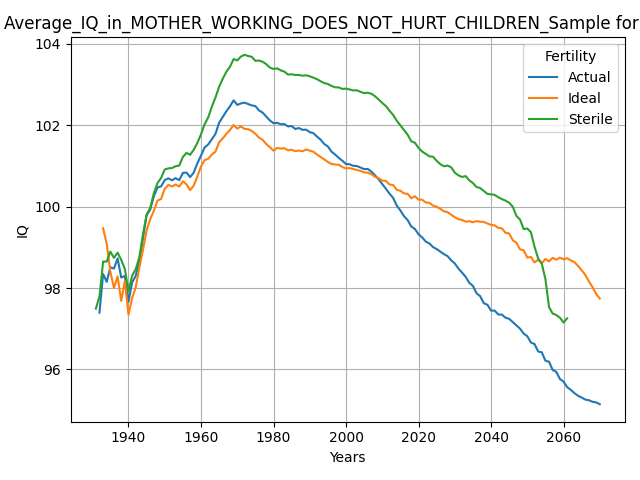 Average_IQ_in_MOTHER_WORKING_DOES_NOT_HURT_CHILDREN_Sample for
Fertility
Actual
Ideal
Sterile
104
102
100
98
96
IQ
1940 1960 1980 2000 2020 2040 2060
Years